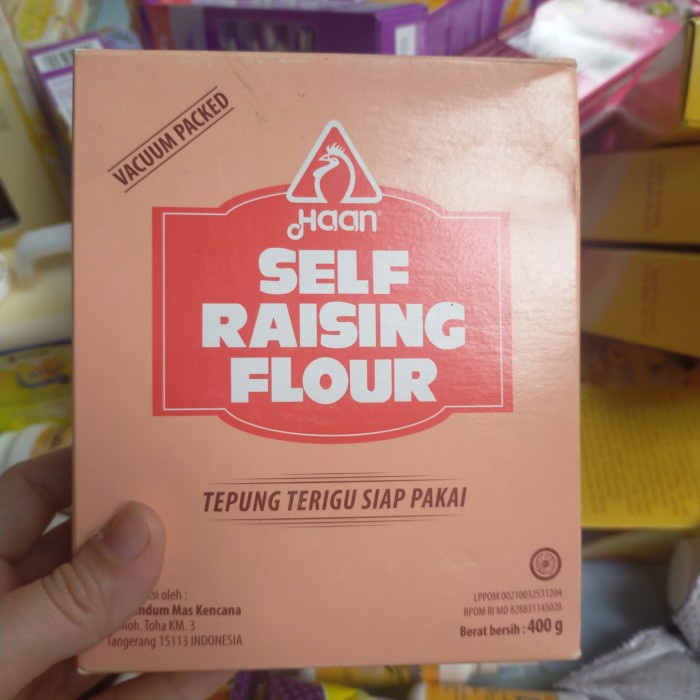 VACUUM PACKED
Haan
SELF
RAISING
FLOUR
TEPUNG TERIGU SIAP PAKAI
oleh :
Mas Kencana
Toha KM. 3
Tangerang 15113 INDONESIA
LPPOM 00210032531204
BPOM RI MD 828831145028
Berat bersih : 400 g